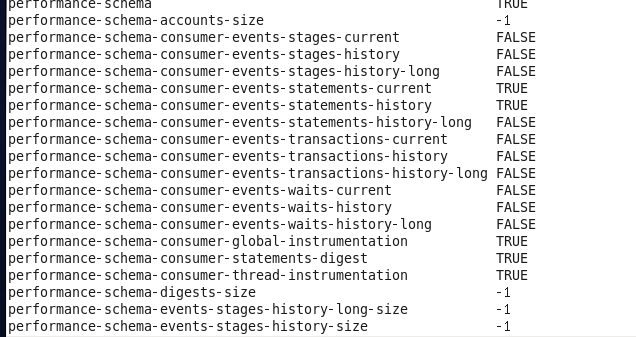 performance-schema TRUE
performance-schema-accounts-size -1
performance-schema-consumer-events-stages-current FALSE
performance-schema-consumer-events-stages-history FALSE
performance-schema-consumer-events-stages-history-long FALSE
performance-schema-consumer-events-statements-current TRUE
performance-schema-consumer-events-statements-history TRUE
performance-schema-consumer-events-statements-history-long FALSE
performance-schema-consumer-events-transactions-current FALSE
performance-schema-consumer-events-transactions-history FALSE
performance-schema-consumer-events-transactions-history-long FALSE
performance-schema-consumer-events-waits-current FALSE
performance-schema-consumer-events-waits-history FALSE
performance-schema-consumer-events-waits-history-long FALSE
performance-schema-consumer-global-instrumentation TRUE
performance-schema-consumer-statements-digest TRUE
performance-schema-consumer-thread-instrumentation TRUE
performance-schema-digests-size -1
performance-schema-events-stages-history-long-size -1
performance-schema-events-stages-history-size -1